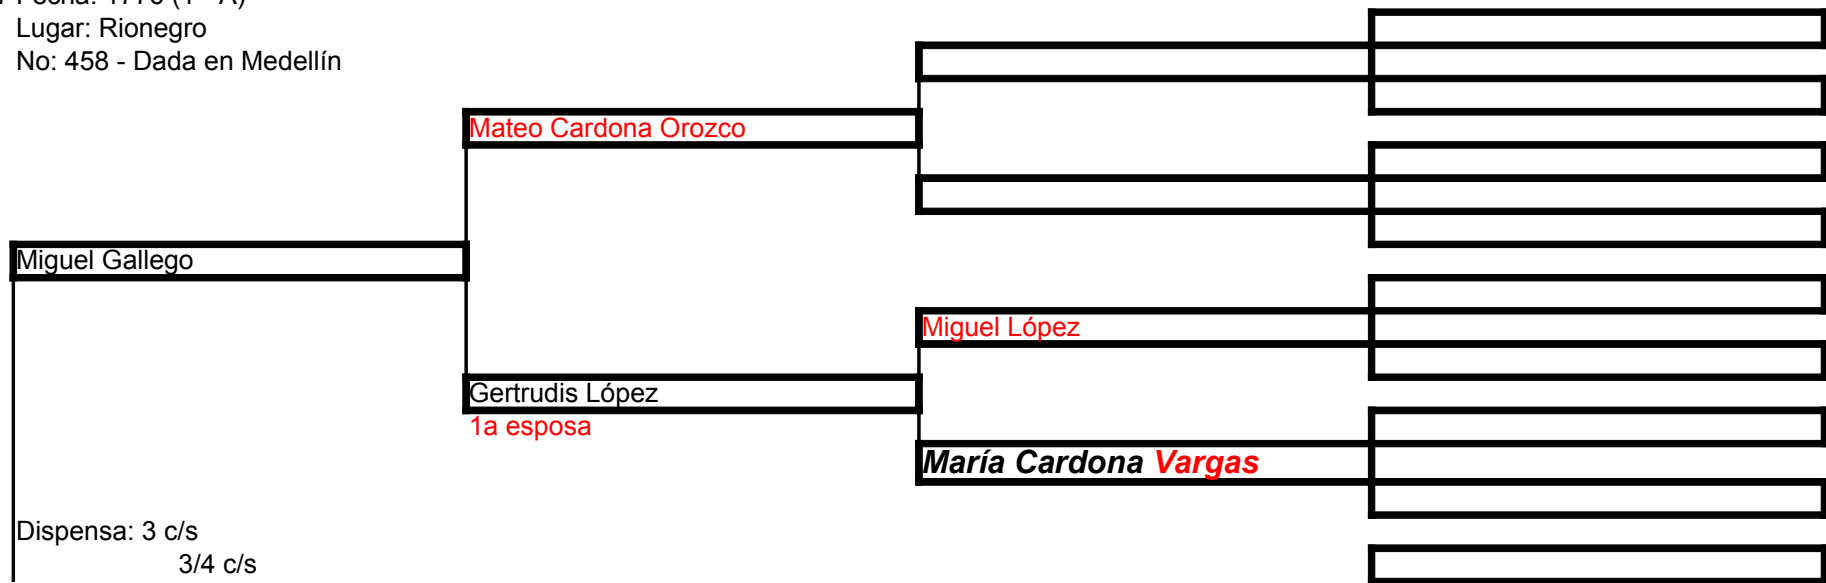 Lugar: Rionegro
No: 458 - Dada en Medellín
Mateo Cardona Orozco
Miguel Gallego
Miguel López
Gertrudis López
1a esposa
María Cardona Vargas
Dispensa: 3 c/s
3/4 c/s